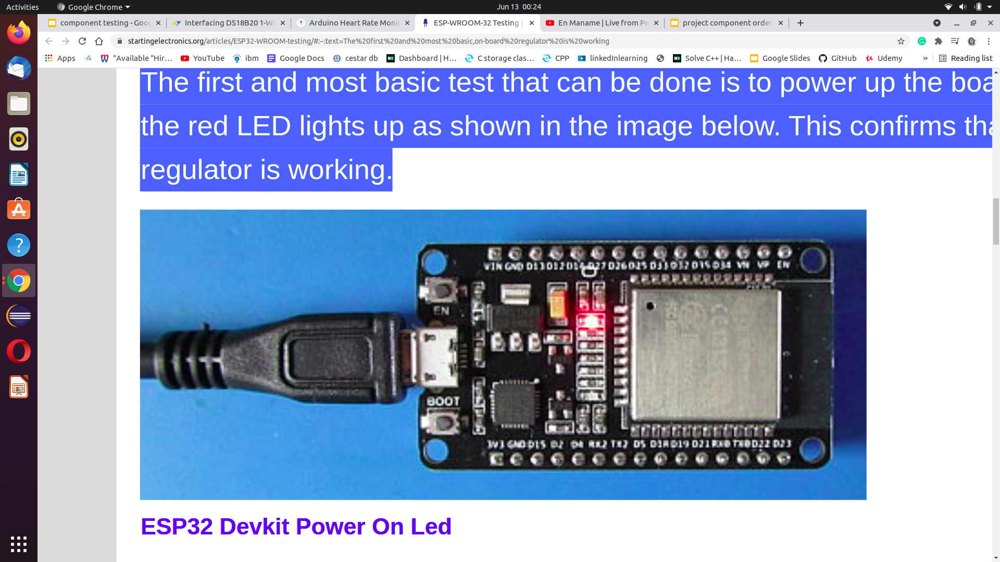 Activities
Google Chrome
Jun 13 00:24
component testing - Goog
Interfacing DS18B20 1-Wi
Arduino Heart Rate Monit
ESP-WROOM-32 Testing |
En Maname | Live from Pe
project component order
startingelectronics.org/articles/ESP32-WROOM-testing/#:~:text=The%20first%20and%20most%20basic,on-board%20regulator%20is%20working
Apps
"Available "Hir...
YouTube
ibm
Google Docs
cestar db
Dashboard | H...
C storage clas...
CPP
linkedInlearning
Solve C++ | Ha...
Google Slides
GitHub
Udemy
»
Reading list
The first and most basic test that can be done is to power up the boa
the red LED lights up as shown in the image below. This confirms tha
regulator is working.
VIN GND D13 D12 D14 D27 D26 D25 D33 D32 D35 D34 VN VP EN
EN
BOOT
3V3 GND D15 D2 D4 RX2 TX2 D5 D18 D19 D21 RX0 TX0 D22 D23
ESP32 Devkit Power On Led